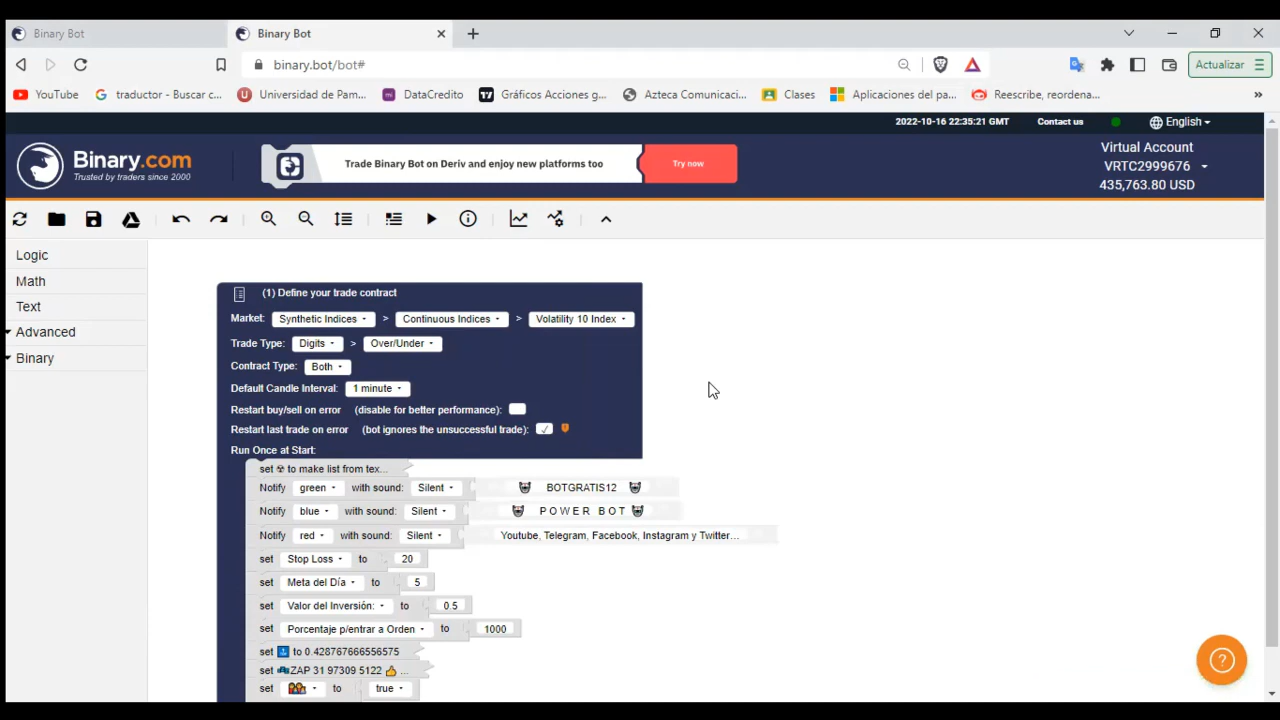 Binary Bot
Binary Bot
binary.bot/bot#
Actualizar
YouTube
traductor - Buscar c...
Universidad de Pam...
DataCredito
Gráficos Acciones g...
Azteca Comunicaci...
Clases
Aplicaciones del pa...
Reescribe, reordena...
»
2022-10-16 22:35:21 GMT
Contact us
English
Binary.com
Trusted by traders since 2000
Trade Binary Bot on Deriv and enjoy new platforms too
Try now
Virtual Account
VRTC2999676
435,763.80 USD
Logic
Math
Text
Advanced
Binary
(1) Define your trade contract
Market: Synthetic Indices > Continuous Indices > Volatility 10 Index
Trade Type: Digits > Over/Under
Contract Type: Both
Default Candle Interval: 1 minute
Restart buy/sell on error (disable for better performance):
Restart last trade on error (bot ignores the unsuccessful trade):
Run Once at Start:
set ☢ to make list from tex...
Notify green with sound: Silent BOTGRATIS12
Notify blue with sound: Silent P O W E R B O T
Notify red with sound: Silent Youtube, Telegram, Facebook, Instagram y Twitter...
set Stop Loss to 20
set Meta del Día to 5
set Valor del Inversión: to 0.5
set Porcentaje p/entrar a Orden to 1000
set to 0.428767666556575
set ZAP 31 97309 5122 👍 ...
set to true